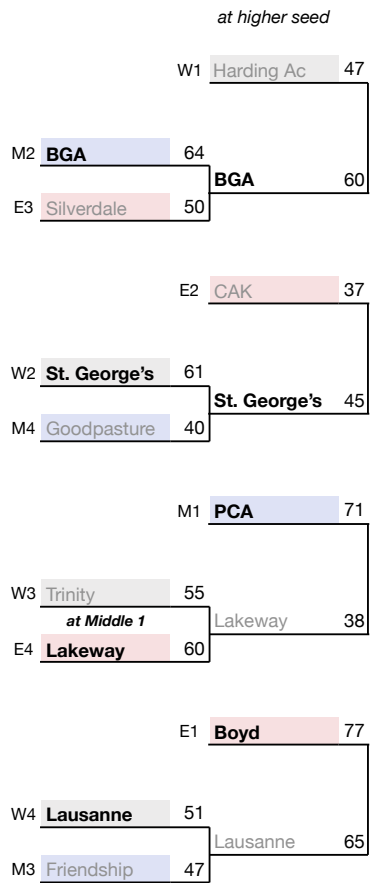 at higher seed
W1 Harding Ac 47
M2 BGA 64
BGA 60
E3 Silverdale 50
E2 CAK 37
W2 St. George’s 61
St. George’s 45
M4 Goodpasture 40
M1 PCA 71
W3 Trinity 55
at Middle 1
Lakeway 38
E4 Lakeway 60
E1 Boyd 77
W4 Lausanne 51
Lausanne 65
M3 Friendship 47